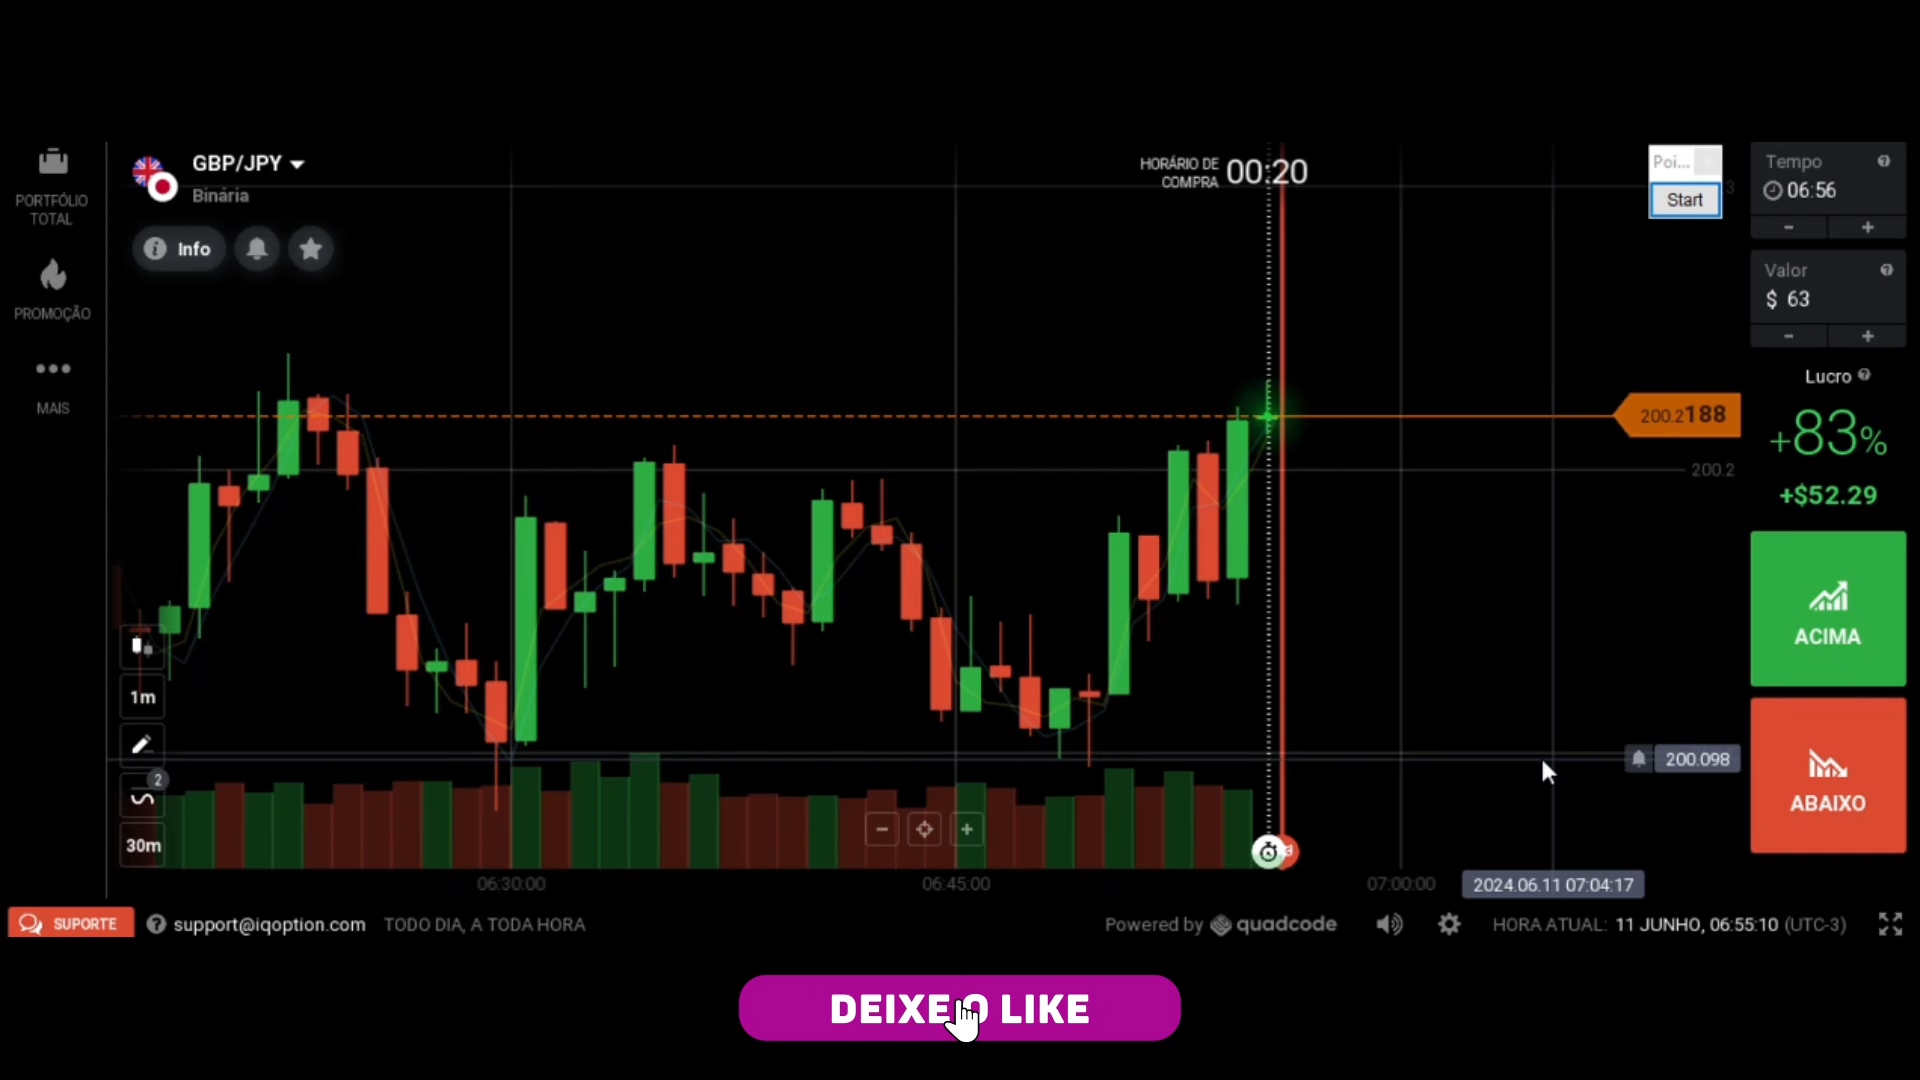 PORTFÓLIO
TOTAL
PROMOÇÃO
MAIS
GBP/JPY
Binária
Info
HORÁRIO DE
COMPRA
00:20
Poi...
Start
Tempo
06:56
Valor
$ 63
Lucro
+83%
+$52.29
ACIMA
ABAIXO
200.2188
200.2
200.098
1m
2
30m
06:30:00
06:45:00
07:00:00
2024.06.11 07:04:17
SUPORTE
support@iqoption.com
TODO DIA, A TODA HORA
Powered by quadcode
HORA ATUAL: 11 JUNHO, 06:55:10 (UTC-3)
DEIXE O LIKE